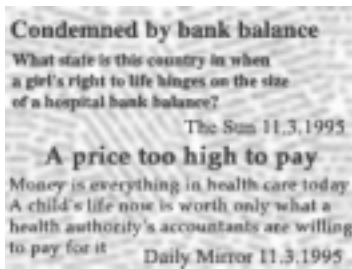 Condemned by bank balance
What state is this country in when
a girl's right to life hinges on the size
of a hospital bank balance?
The Sun 11.3.1995
A price too high to pay
Money is everything in health care today
A child's life now is worth only what a
health authority's accountants are willing
to pay for it
Daily Mirror 11.3.1995